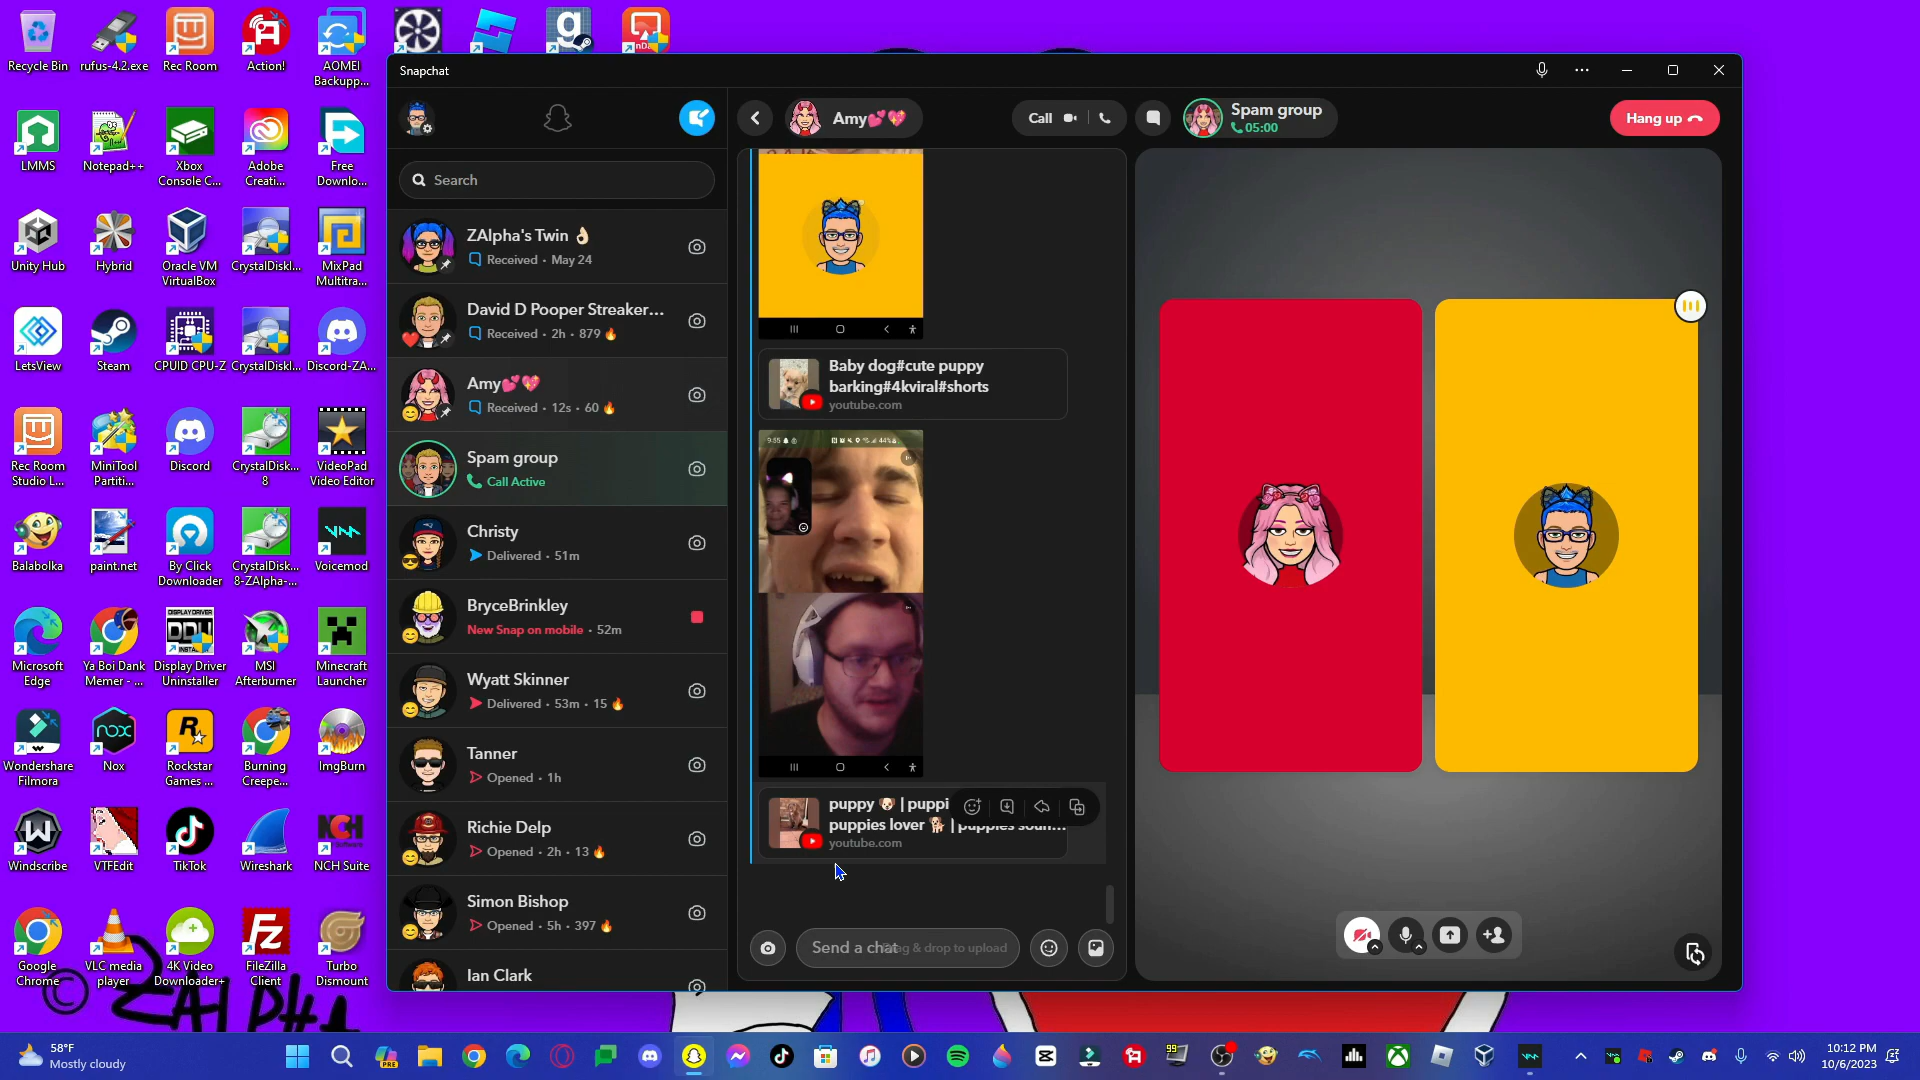 Recycle Bin
rufus-4.2.exe
Rec Room
Action!
AOMEI
Backupp...
LMMS
Notepad++
Xbox
Console C...
Adobe
Creati...
Free
Downlo...
Unity Hub
Hybrid
Oracle VM
VirtualBox
CrystalDiskI...
MixPad
Multitra...
LetsView
Steam
CPUID CPU-Z
CrystalDiskI...
Discord-ZA...
Rec Room
Studio L...
MiniTool
Partiti...
Discord
CrystalDisk...
8
VideoPad
Video Editor
Balabolka
paint.net
By Click
Downloader
CrystalDisk...
8-ZAlpha-...
Voicemod
Microsoft
Edge
Ya Boi Dank
Memer - ...
Display Driver
Uninstaller
MSI
Afterburner
Minecraft
Launcher
Wondershare
Filmora
Nox
Rockstar
Games ...
Burning
Creepe...
ImgBurn
Windscribe
VTFEdit
TikTok
Wireshark
NCH Suite
Google
Chrome
VLC media
player
4K Video
Downloader+
FileZilla
Client
Turbo
Dismount
© ZALPHA
Snapchat
Search
ZAlpha's Twin 👌🏻
Received • May 24
David D Pooper Streaker...
Received • 2h • 879 🔥
Amy💕💖
Received • 12s • 60 🔥
Spam group
Call Active
Christy
Delivered • 51m
BryceBrinkley
New Snap on mobile • 52m
Wyatt Skinner
Delivered • 53m • 15 🔥
Tanner
Opened • 1h
Richie Delp
Opened • 2h • 13 🔥
Simon Bishop
Opened • 5h • 397 🔥
Ian Clark
Amy💕💖
Call
Baby dog#cute puppy
barking#4kviral#shorts
youtube.com
9:55
44%
puppy 🐶 | puppi
puppies lover 🐕 | puppies soun...
youtube.com
Send a chat
Drag & drop to upload
Spam group
05:00
Hang up
58°F
Mostly cloudy
10:12 PM
10/6/2023